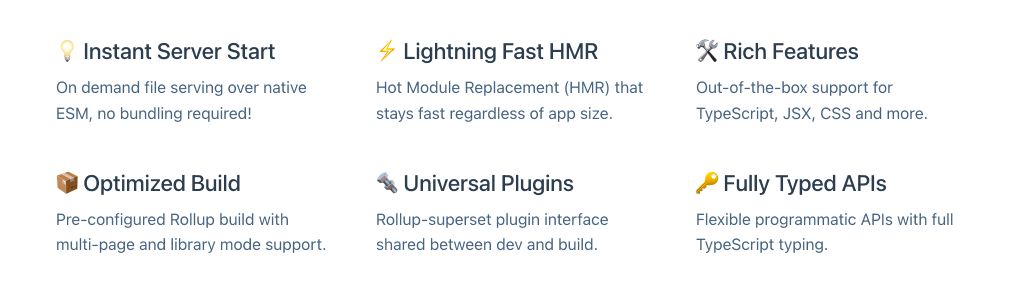 💡 Instant Server Start
On demand file serving over native
ESM, no bundling required!
⚡ Lightning Fast HMR
Hot Module Replacement (HMR) that
stays fast regardless of app size.
🛠️ Rich Features
Out-of-the-box support for
TypeScript, JSX, CSS and more.
📦 Optimized Build
Pre-configured Rollup build with
multi-page and library mode support.
🔩 Universal Plugins
Rollup-superset plugin interface
shared between dev and build.
🔑 Fully Typed APIs
Flexible programmatic APIs with full
TypeScript typing.